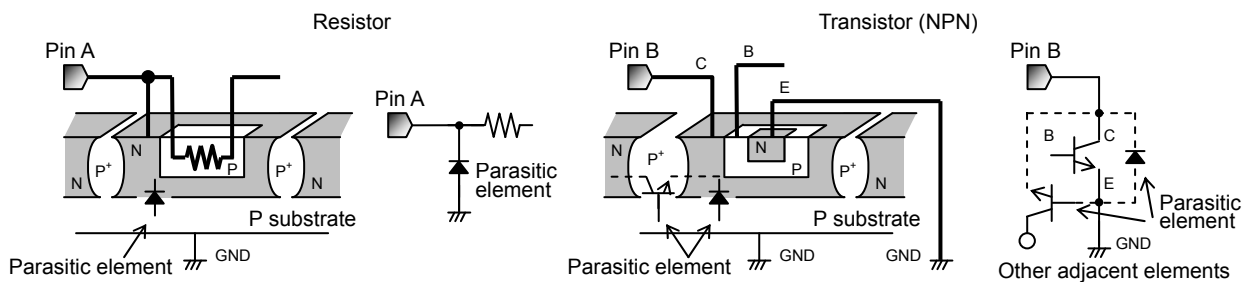 Resistor
Transistor (NPN)
Pin A
Pin A
N
P+
N
P
P+
N
Parasitic
element
P substrate
GND
Parasitic element
Pin B
C
B
E
N
P+
N
N
P
P+
N
P substrate
GND
GND
Parasitic element
Pin B
B
C
E
Parasitic
element
GND
Other adjacent elements